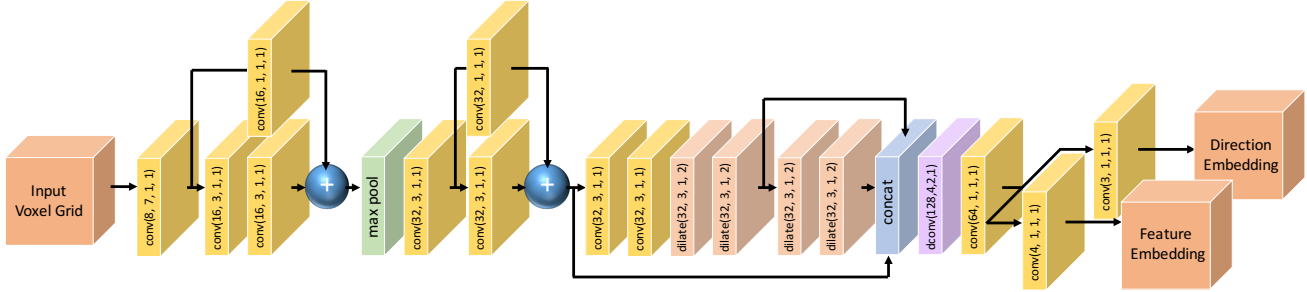 Input
Voxel Grid
conv(8, 7, 1, 1)
conv(16, 3, 1, 1)
conv(16, 3, 1, 1)
conv(16, 1, 1, 1)
+
max pool
conv(32, 3, 1, 1)
conv(32, 3, 1, 1)
conv(32, 1, 1, 1)
+
conv(32, 3, 1, 1)
conv(32, 3, 1, 1)
dilate(32, 3, 1, 2)
dilate(32, 3, 1, 2)
dilate(32, 3, 1, 2)
dilate(32, 3, 1, 2)
concat
dconv(128,4,2,1)
conv(64, 1, 1, 1)
conv(4, 1, 1, 1)
conv(3, 1, 1, 1)
Direction
Embedding
Feature
Embedding